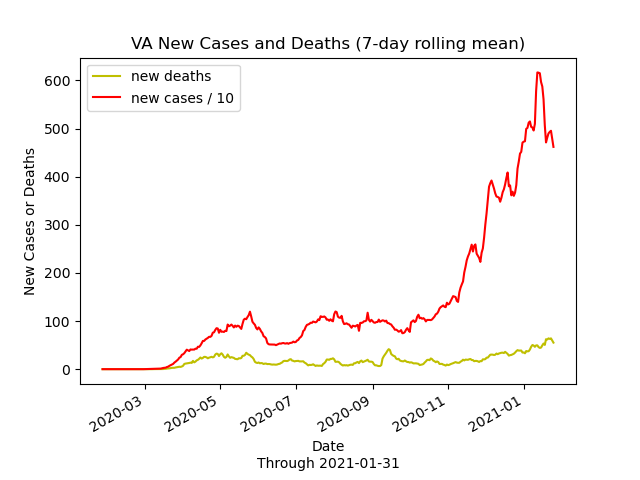 VA New Cases and Deaths (7-day rolling mean)
new deaths
new cases / 10
New Cases or Deaths
600
500
400
300
200
100
0
2020-03
2020-05
2020-07
2020-09
2020-11
2021-01
Date
Through 2021-01-31